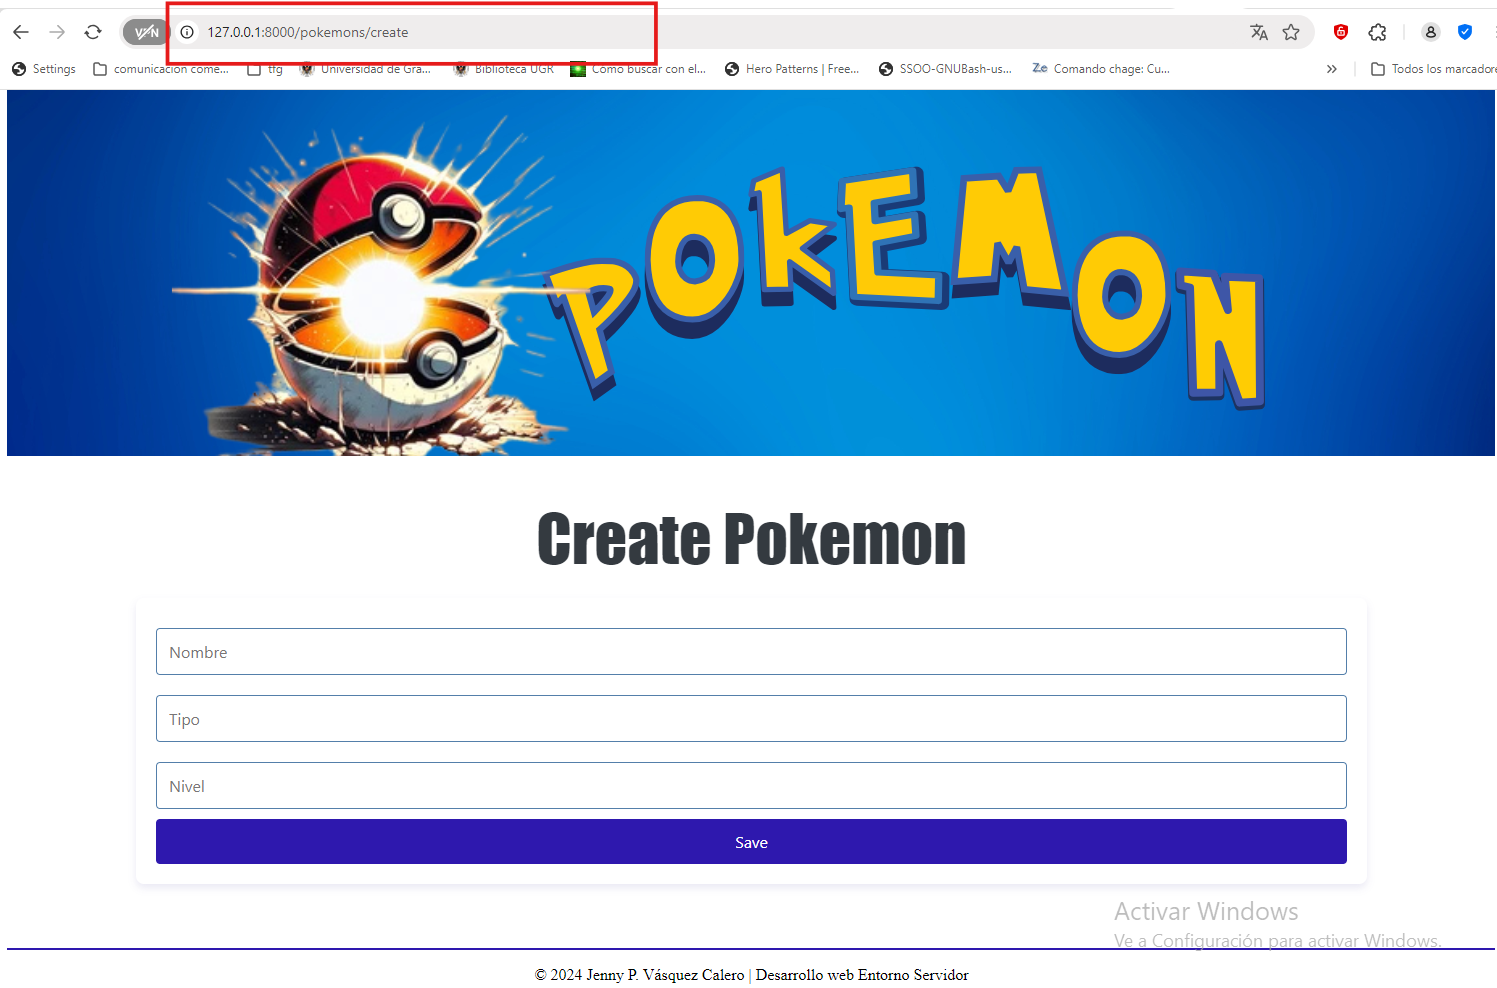 VPN 127.0.0.1:8000/pokemons/create
Settings comunicacion come... tfg Universidad de Gra... Biblioteca UGR Como buscar con el... Hero Patterns | Free... SSOO-GNUBash-us... Ze Comando chage: Cu... » Todos los marcadore
POkEMON
Create Pokemon
Nombre
Tipo
Nivel
Save
Activar Windows
Ve a Configuración para activar Windows.
© 2024 Jenny P. Vásquez Calero | Desarrollo web Entorno Servidor